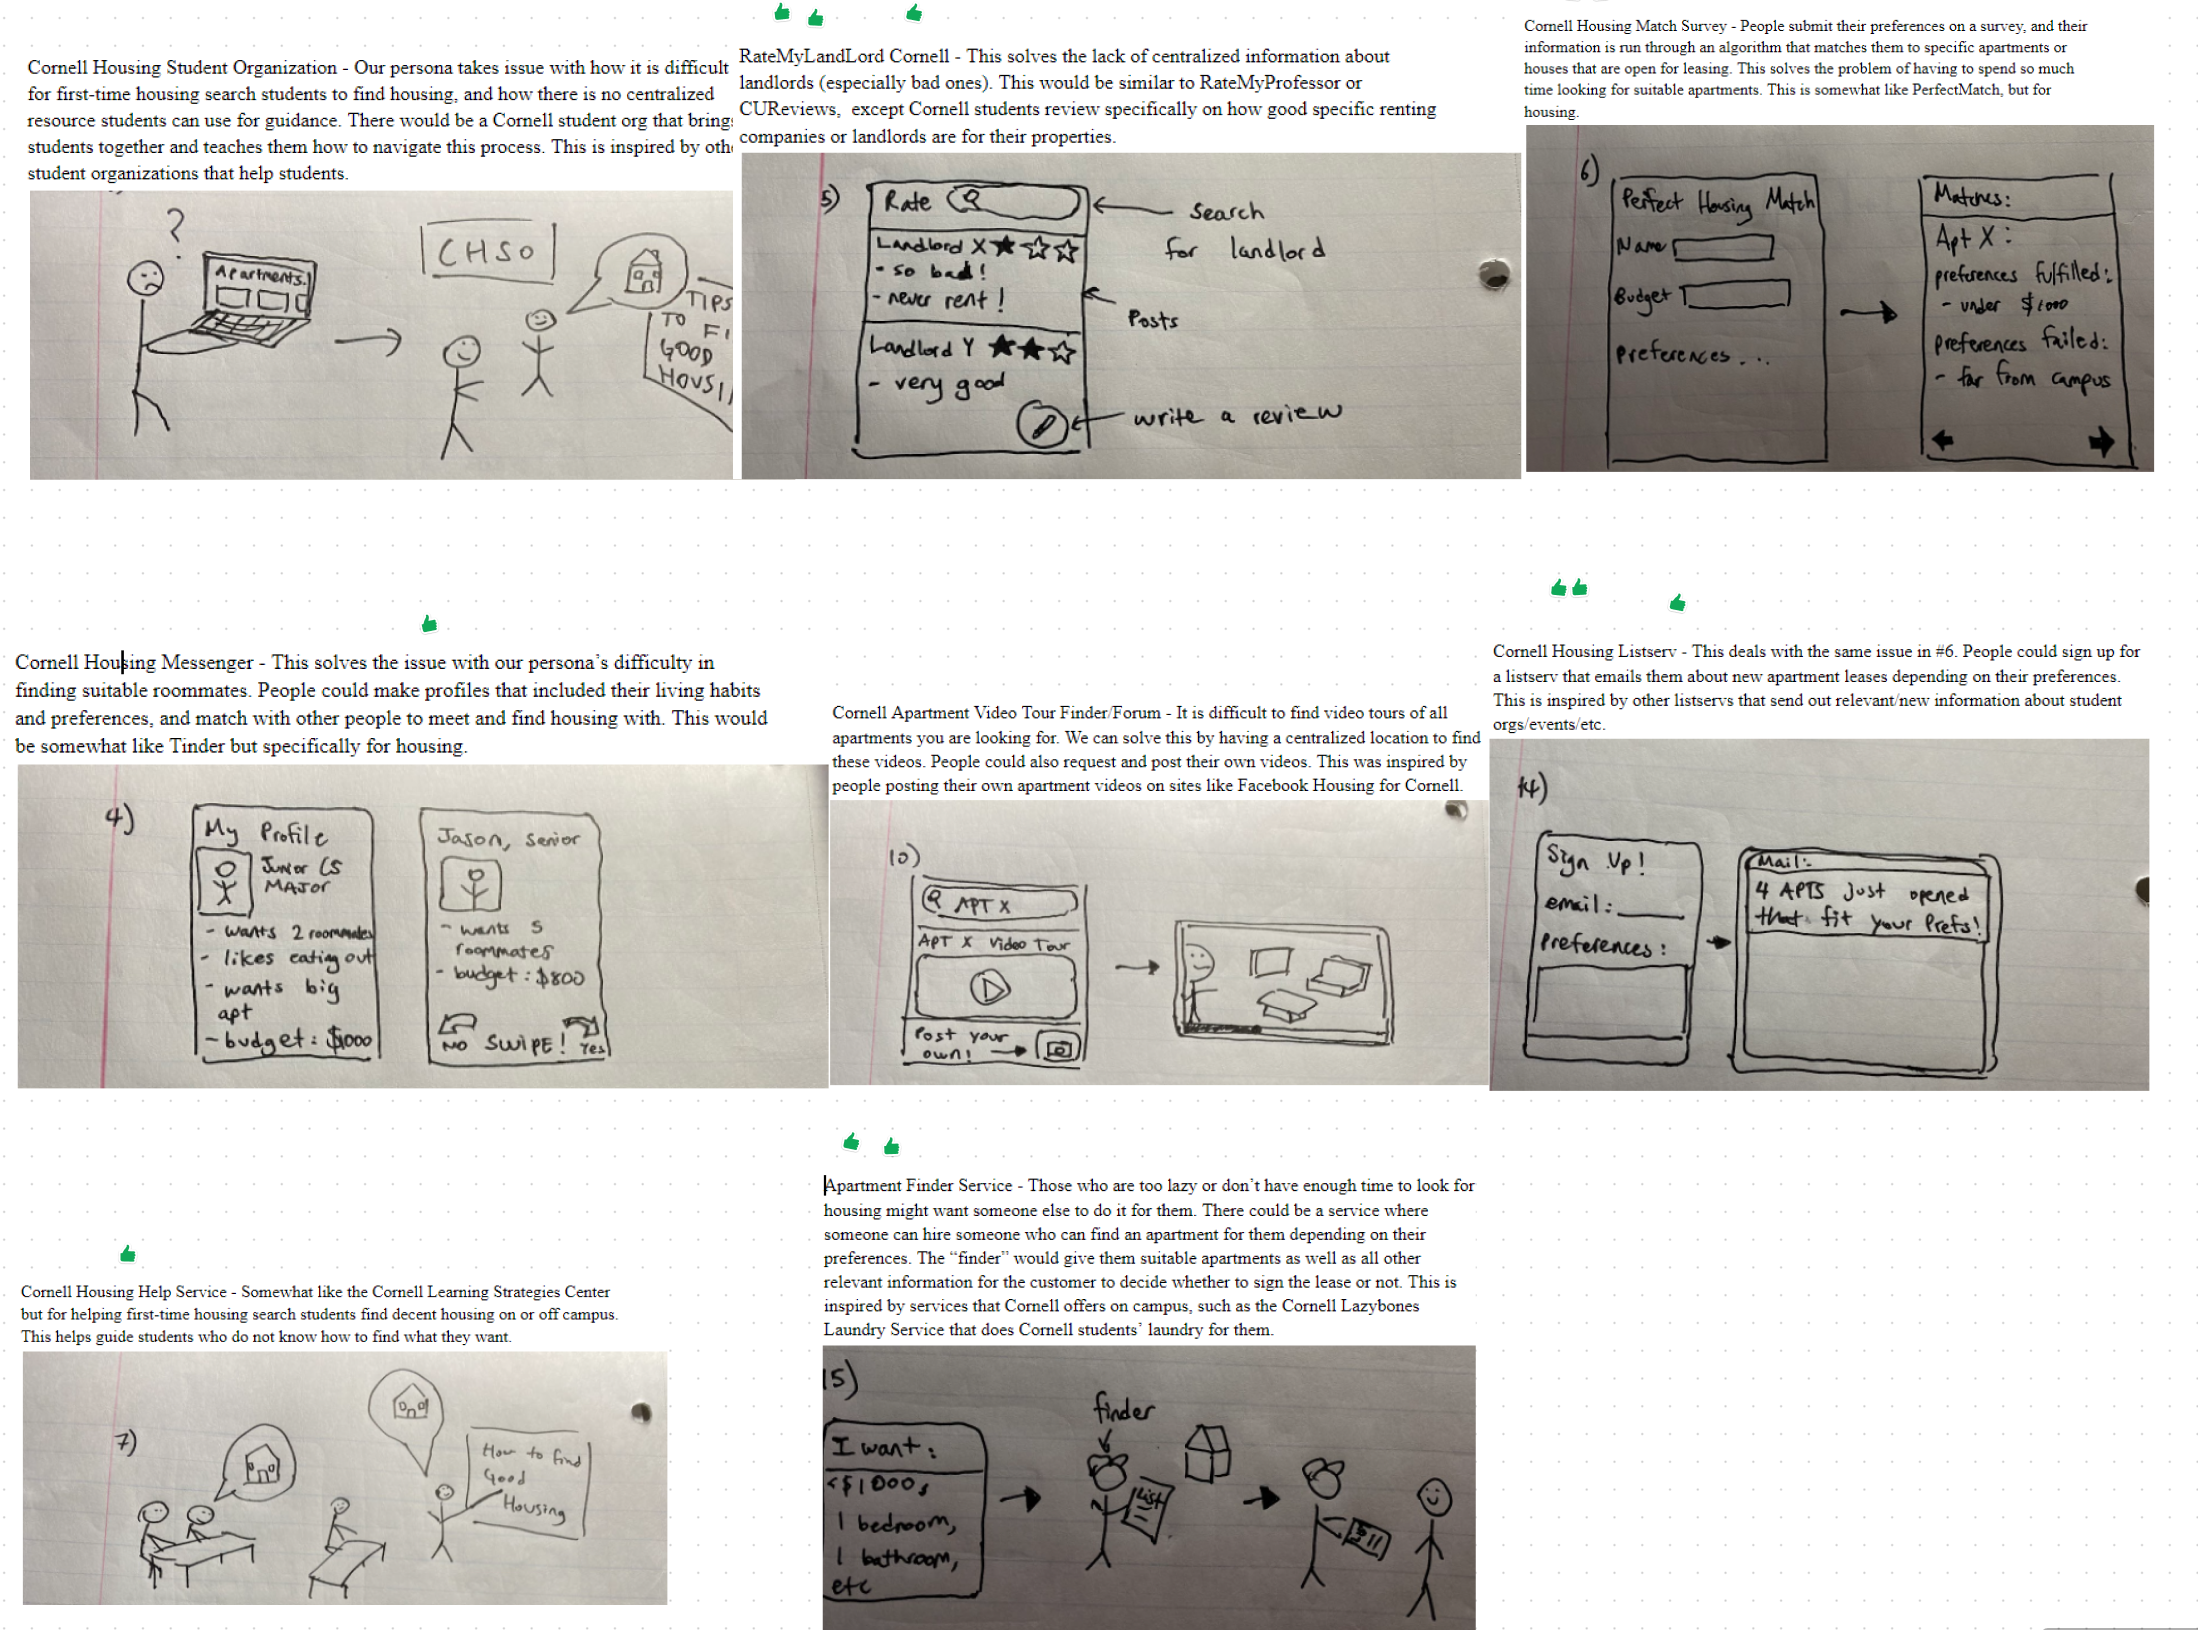 Cornell Housing Student Organization - Our persona takes issue with how it is difficult
for first-time housing search students to find housing, and how there is no centralized
resource students can use for guidance. There would be a Cornell student org that brings
students together and teaches them how to navigate this process. This is inspired by
student organizations that help students.
?
Apartments
CHSO
TIPS
TO
GOOD
RateMyLandLord Cornell - This solves the lack of centralized information about
landlords (especially bad ones). This would be similar to RateMyProfessor or
CUReviews, except Cornell students review specifically on how good specific renting
companies or landlords are for their properties.
5)
Rate
Search
for landlord
Landlord X
- so bad!
- never rent!
Posts
Landlord Y
- very good
write a review
Cornell Housing Match Survey - People submit their preferences on a survey, and their
information is run through an algorithm that matches them to specific apartments or
houses that are open for leasing. This solves the problem of having to spend so much
time looking for suitable apartments. This is somewhat like PerfectMatch, but for
housing.
6)
Perfect Housing Match
Name
Budget
Preferences...
Matches:
Apt X:
preferences fulfilled:
- under $1000
preferences failed:
- far from campus
Cornell Housing Messenger - This solves the issue with our persona's difficulty in
finding suitable roommates. People could make profiles that included their living habits
and preferences, and match with other people to meet and find housing with. This would
be somewhat like Tinder but specifically for housing.
4)
My Profile
Junior CS
MAJOR
- wants 2 roommates
- likes eating out
- wants big
apt
- budget: $1000
Jason, Senior
- wants 5
roommates
- budget: $800
NO SWIPE! Yes
Cornell Apartment Video Tour Finder/Forum - It is difficult to find video tours of all
apartments you are looking for. We can solve this by having a centralized location to find
these videos. People could also request and post their own videos. This was inspired by
people posting their own apartment videos on sites like Facebook Housing for Cornell.
10)
APT X
APT X Video Tour
Post your
own!
Cornell Housing Listserv - This deals with the same issue in #6. People could sign up for
a listserv that emails them about new apartment leases depending on their preferences.
This is inspired by other listservs that send out relevant/new information about student
orgs/events/etc.
14)
Sign Up!
email:
Preferences:
Mail:
4 APTS just opened
that fit your Prefs!
Cornell Housing Help Service - Somewhat like the Cornell Learning Strategies Center
but for helping first-time housing search students find decent housing on or off campus.
This helps guide students who do not know how to find what they want.
7)
How to find
Good
Housing
Apartment Finder Service - Those who are too lazy or don't have enough time to look for
housing might want someone else to do it for them. There could be a service where
someone can hire someone who can find an apartment for them depending on their
preferences. The "finder" would give them suitable apartments as well as all other
relevant information for the customer to decide whether to sign the lease or not. This is
inspired by services that Cornell offers on campus, such as the Cornell Lazybones
Laundry Service that does Cornell students' laundry for them.
15)
I want:
<$1000,
1 bedroom,
1 bathroom,
etc
finder
List